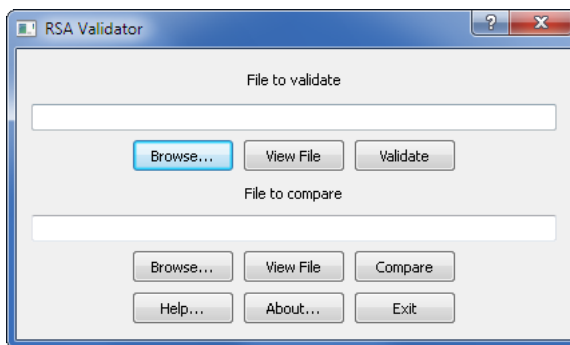 RSA Validator
File to validate
Browse... View File Validate
File to compare
Browse... View File Compare
Help... About... Exit